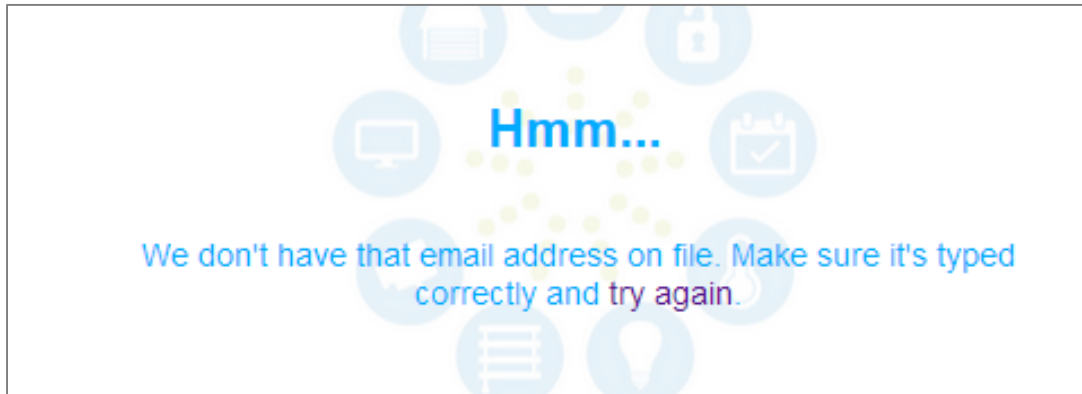 Hmm...
We don't have that email address on file. Make sure it's typed
correctly and try again.